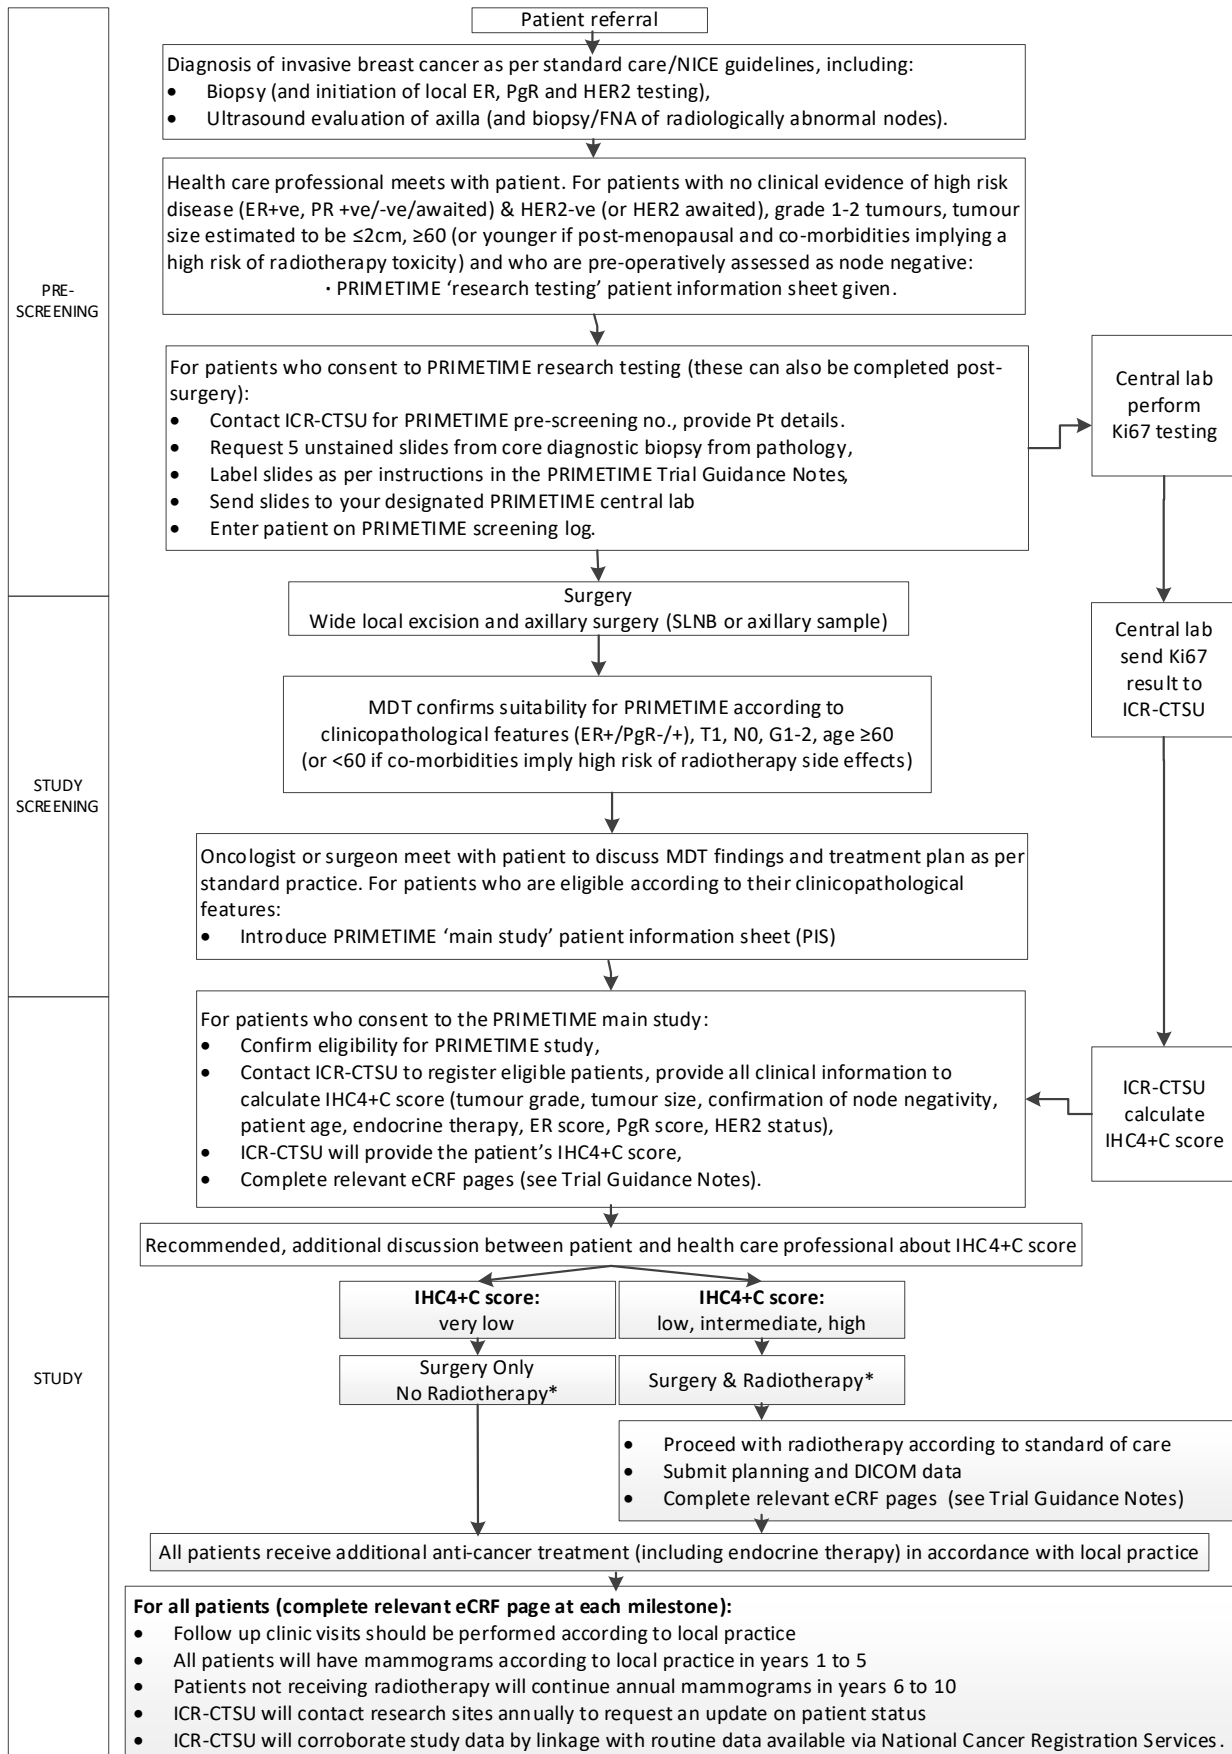 Patient referral
Diagnosis of invasive breast cancer as per standard care/NICE guidelines, including:
• Biopsy (and initiation of local ER, PgR and HER2 testing),
• Ultrasound evaluation of axilla (and biopsy/FNA of radiologically abnormal nodes).
Health care professional meets with patient. For patients with no clinical evidence of high risk
disease (ER+ve, PR +ve/-ve/awaited) & HER2-ve (or HER2 awaited), grade 1-2 tumours, tumour
size estimated to be ≤2cm, ≥60 (or younger if post-menopausal and co-morbidities implying a
high risk of radiotherapy toxicity) and who are pre-operatively assessed as node negative:
· PRIMETIME ‘research testing’ patient information sheet given.
PRE-
SCREENING
For patients who consent to PRIMETIME research testing (these can also be completed post-
surgery):
• Contact ICR-CTSU for PRIMETIME pre-screening no., provide Pt details.
• Request 5 unstained slides from core diagnostic biopsy from pathology,
• Label slides as per instructions in the PRIMETIME Trial Guidance Notes,
• Send slides to your designated PRIMETIME central lab
• Enter patient on PRIMETIME screening log.
Central lab
perform
Ki67 testing
Surgery
Wide local excision and axillary surgery (SLNB or axillary sample)
Central lab
send Ki67
result to
ICR-CTSU
MDT confirms suitability for PRIMETIME according to
clinicopathological features (ER+/PgR-/+), T1, N0, G1-2, age ≥60
(or <60 if co-morbidities imply high risk of radiotherapy side effects)
STUDY
SCREENING
Oncologist or surgeon meet with patient to discuss MDT findings and treatment plan as per
standard practice. For patients who are eligible according to their clinicopathological
features:
• Introduce PRIMETIME ‘main study’ patient information sheet (PIS)
For patients who consent to the PRIMETIME main study:
• Confirm eligibility for PRIMETIME study,
• Contact ICR-CTSU to register eligible patients, provide all clinical information to
calculate IHC4+C score (tumour grade, tumour size, confirmation of node negativity,
patient age, endocrine therapy, ER score, PgR score, HER2 status),
• ICR-CTSU will provide the patient’s IHC4+C score,
• Complete relevant eCRF pages (see Trial Guidance Notes).
ICR-CTSU
calculate
IHC4+C score
Recommended, additional discussion between patient and health care professional about IHC4+C score
IHC4+C score:
very low
IHC4+C score:
low, intermediate, high
STUDY
Surgery Only
No Radiotherapy*
Surgery & Radiotherapy*
• Proceed with radiotherapy according to standard of care
• Submit planning and DICOM data
• Complete relevant eCRF pages (see Trial Guidance Notes)
All patients receive additional anti-cancer treatment (including endocrine therapy) in accordance with local practice
For all patients (complete relevant eCRF page at each milestone):
• Follow up clinic visits should be performed according to local practice
• All patients will have mammograms according to local practice in years 1 to 5
• Patients not receiving radiotherapy will continue annual mammograms in years 6 to 10
• ICR-CTSU will contact research sites annually to request an update on patient status
• ICR-CTSU will corroborate study data by linkage with routine data available via National Cancer Registration Services.